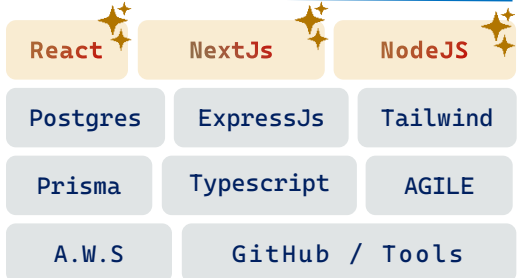 React NextJs NodeJS
Postgres ExpressJs Tailwind
Prisma Typescript AGILE
A.W.S GitHub / Tools